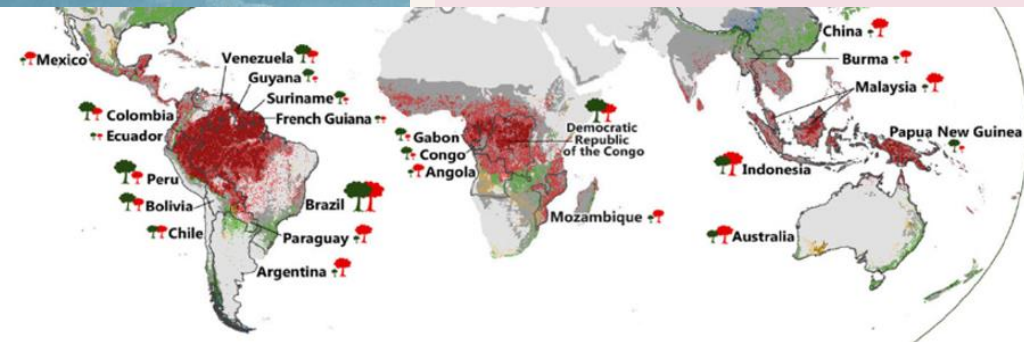 Mexico
Venezuela
Guyana
Suriname
French Guiana
Colombia
Ecuador
Peru
Bolivia
Brazil
Chile
Paraguay
Argentina
Gabon
Congo
Angola
Democratic
Republic
of the Congo
Mozambique
China
Burma
Malaysia
Papua New Guinea
Indonesia
Australia